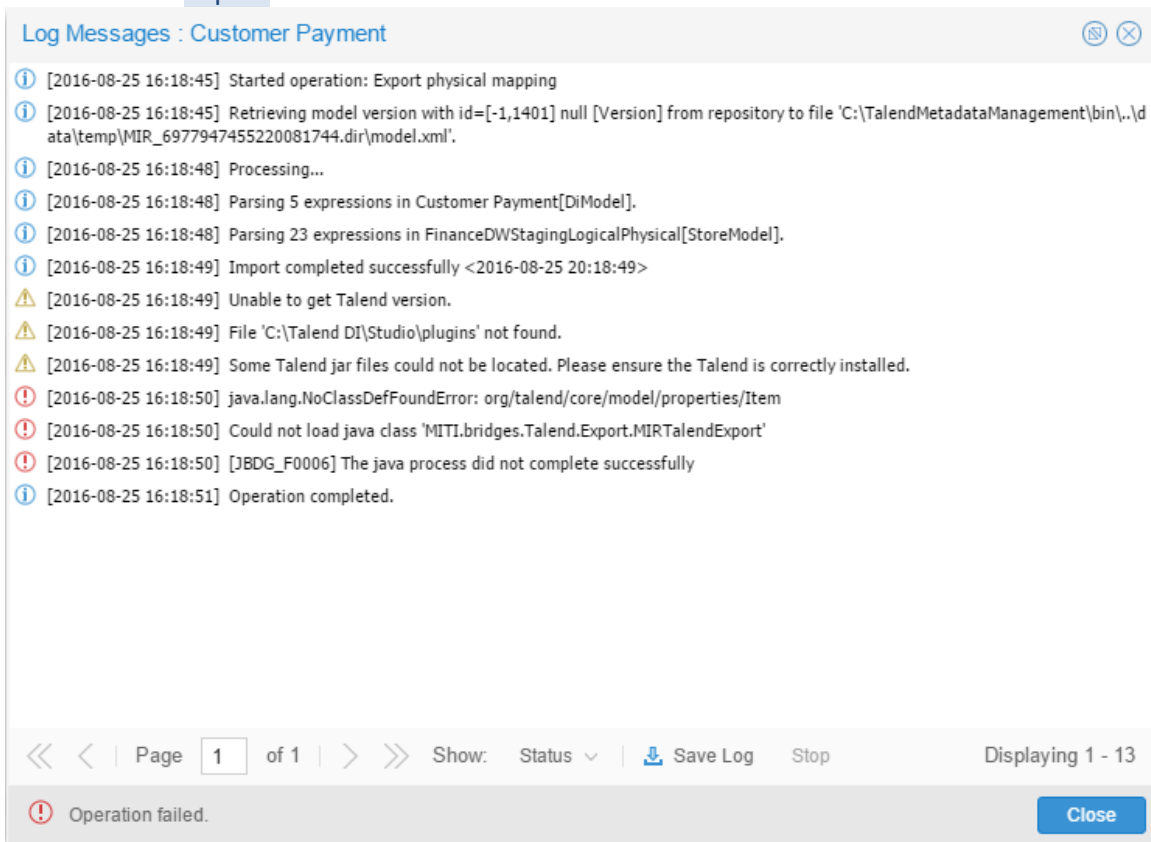 Log Messages : Customer Payment
[2016-08-25 16:18:45] Started operation: Export physical mapping
[2016-08-25 16:18:45] Retrieving model version with id=[-1,1401] null [Version] from repository to file 'C:\TalendMetadataManagement\bin\..\d
ata\temp\MIR_6977947455220081744.dir\model.xml'.
[2016-08-25 16:18:48] Processing...
[2016-08-25 16:18:48] Parsing 5 expressions in Customer Payment[DiModel].
[2016-08-25 16:18:48] Parsing 23 expressions in FinanceDWStagingLogicalPhysical[StoreModel].
[2016-08-25 16:18:49] Import completed successfully <2016-08-25 20:18:49>
[2016-08-25 16:18:49] Unable to get Talend version.
[2016-08-25 16:18:49] File 'C:\Talend DI\Studio\plugins' not found.
[2016-08-25 16:18:49] Some Talend jar files could not be located. Please ensure the Talend is correctly installed.
[2016-08-25 16:18:50] java.lang.NoClassDefFoundError: org/talend/core/model/properties/Item
[2016-08-25 16:18:50] Could not load java class 'MITI.bridges.Talend.Export.MIRTalendExport'
[2016-08-25 16:18:50] [JBDG_F0006] The java process did not complete successfully
[2016-08-25 16:18:51] Operation completed.
Page 1 of 1 Show: Status Save Log Stop Displaying 1 - 13
Operation failed. Close